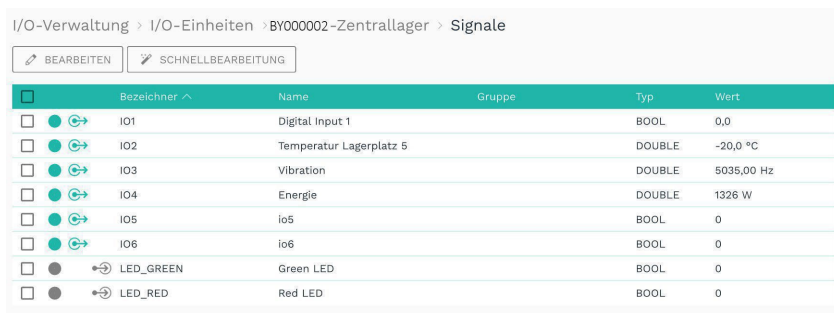 I/O-Verwaltung > I/O-Einheiten >BY000002-Zentrallager > Signale
BEARBEITEN SCHNELLBEARBEITUNG
Bezeichner Name Gruppe Typ Wert
IO1 Digital Input 1 BOOL 0,0
IO2 Temperatur Lagerplatz 5 DOUBLE -20,0 °C
IO3 Vibration DOUBLE 5035,00 Hz
IO4 Energie DOUBLE 1326 W
IO5 io5 BOOL 0
IO6 io6 BOOL 0
LED_GREEN Green LED BOOL 0
LED_RED Red LED BOOL 0